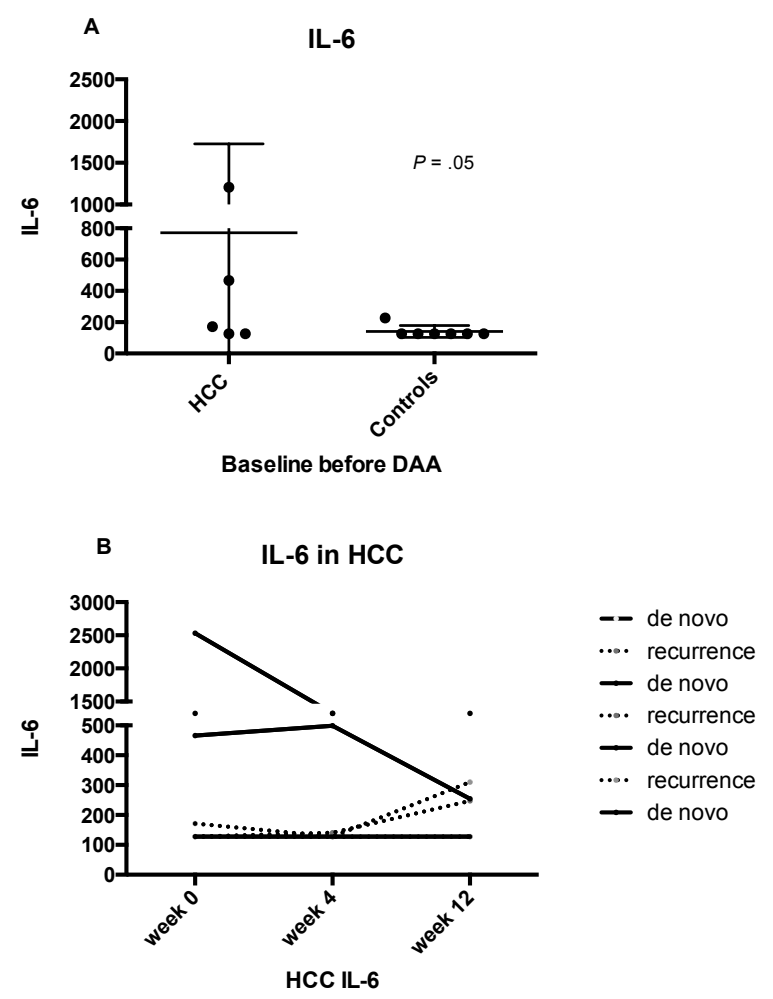 A
IL-6
2500
2000
1500
1000
800
600
400
200
0
IL-6
P = .05
HCC
Controls
Baseline before DAA
B
IL-6 in HCC
3000
2500
2000
1500
500
400
300
200
100
0
IL-6
week 0
week 4
week 12
HCC IL-6
de novo
recurrence
de novo
recurrence
de novo
recurrence
de novo